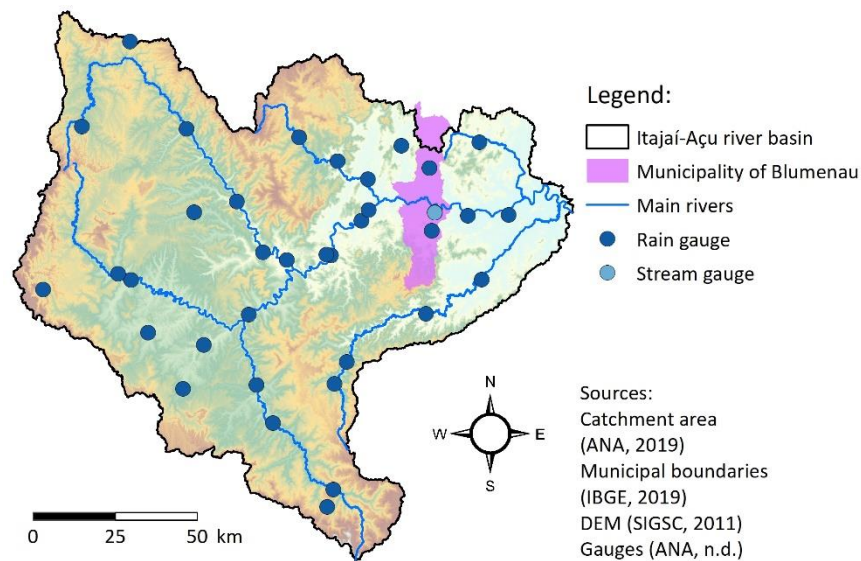 Legend:
Itajaí-Açu river basin
Municipality of Blumenau
Main rivers
Rain gauge
Stream gauge
N
W E
S
Sources:
Catchment area
(ANA, 2019)
Municipal boundaries
(IBGE, 2019)
DEM (SIGSC, 2011)
Gauges (ANA, n.d.)
0 25 50 km